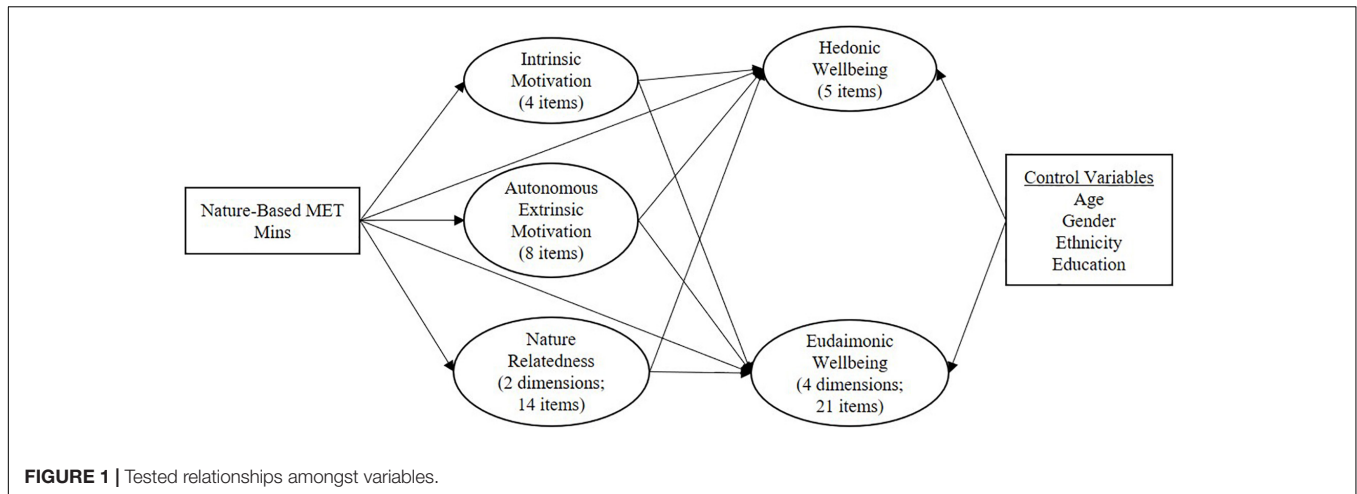 Intrinsic
Motivation
(4 items)
Hedonic
Wellbeing
(5 items)
Nature-Based MET
Mins
Autonomous
Extrinsic
Motivation
(8 items)
Control Variables
Age
Gender
Ethnicity
Education
Nature
Relatedness
(2 dimensions;
14 items)
Eudaimonic
Wellbeing
(4 dimensions;
21 items)
FIGURE 1 | Tested relationships amongst variables.